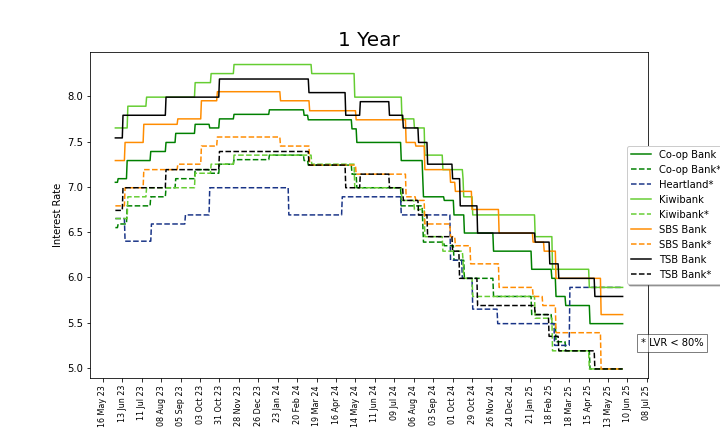 1 Year
Interest Rate
8.0
7.5
7.0
6.5
6.0
5.5
5.0
16 May 23
13 Jun 23
11 Jul 23
08 Aug 23
05 Sep 23
03 Oct 23
31 Oct 23
28 Nov 23
26 Dec 23
23 Jan 24
20 Feb 24
19 Mar 24
16 Apr 24
14 May 24
11 Jun 24
09 Jul 24
06 Aug 24
03 Sep 24
01 Oct 24
29 Oct 24
26 Nov 24
24 Dec 24
21 Jan 25
18 Feb 25
18 Mar 25
15 Apr 25
13 May 25
10 Jun 25
08 Jul 25
Co-op Bank
Co-op Bank*
Heartland*
Kiwibank
Kiwibank*
SBS Bank
SBS Bank*
TSB Bank
TSB Bank*
* LVR < 80%